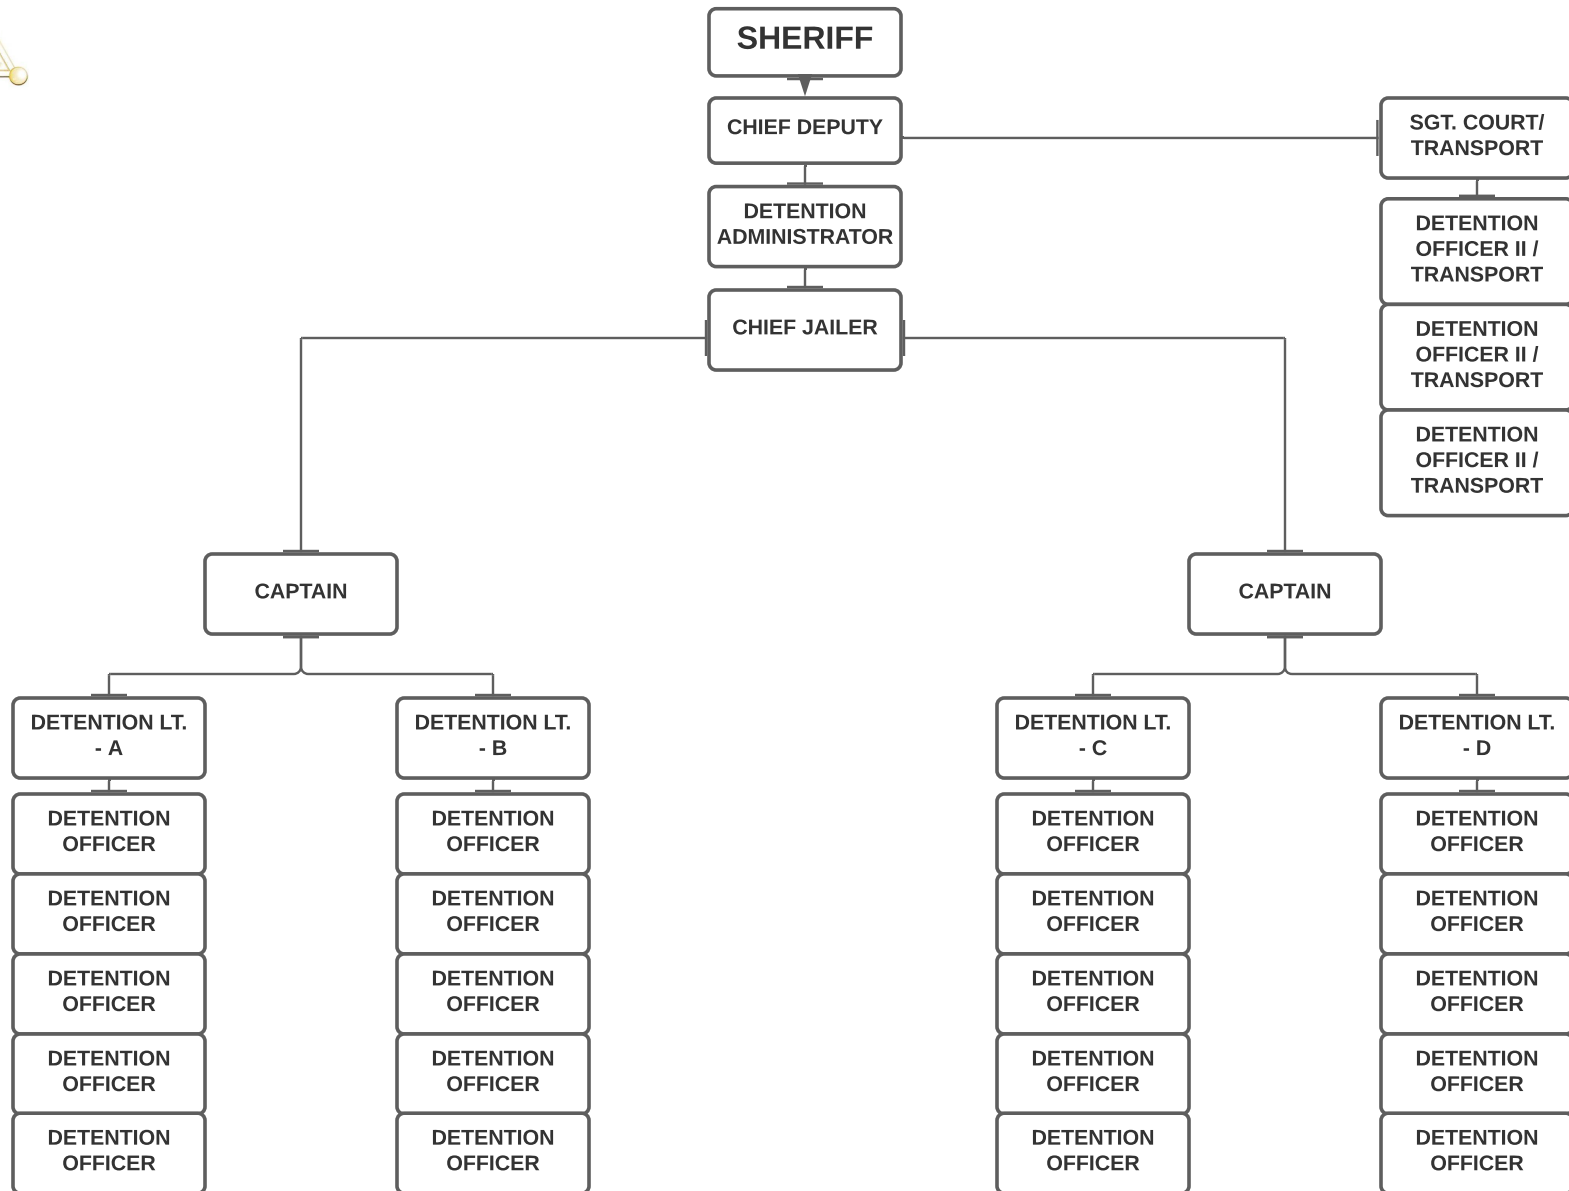 SHERIFF
CHIEF DEPUTY
SGT. COURT/
TRANSPORT
DETENTION
ADMINISTRATOR
DETENTION
OFFICER II /
TRANSPORT
CHIEF JAILER
DETENTION
OFFICER II /
TRANSPORT
DETENTION
OFFICER II /
TRANSPORT
CAPTAIN
CAPTAIN
DETENTION LT.
- A
DETENTION LT.
- B
DETENTION LT.
- C
DETENTION LT.
- D
DETENTION
OFFICER
DETENTION
OFFICER
DETENTION
OFFICER
DETENTION
OFFICER
DETENTION
OFFICER
DETENTION
OFFICER
DETENTION
OFFICER
DETENTION
OFFICER
DETENTION
OFFICER
DETENTION
OFFICER
DETENTION
OFFICER
DETENTION
OFFICER
DETENTION
OFFICER
DETENTION
OFFICER
DETENTION
OFFICER
DETENTION
OFFICER
DETENTION
OFFICER
DETENTION
OFFICER
DETENTION
OFFICER
DETENTION
OFFICER